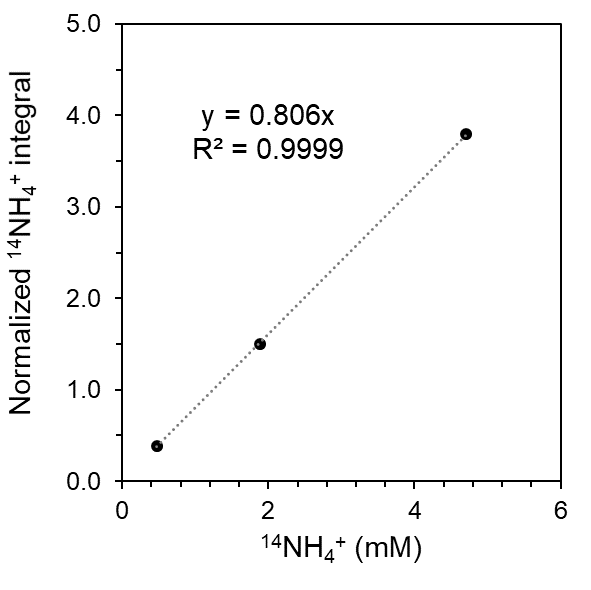 5.0
4.0
3.0
2.0
1.0
0.0
y = 0.806x
R² = 0.9999
Normalized ¹⁴NH₄⁺ integral
0 2 4 6
¹⁴NH₄⁺ (mM)